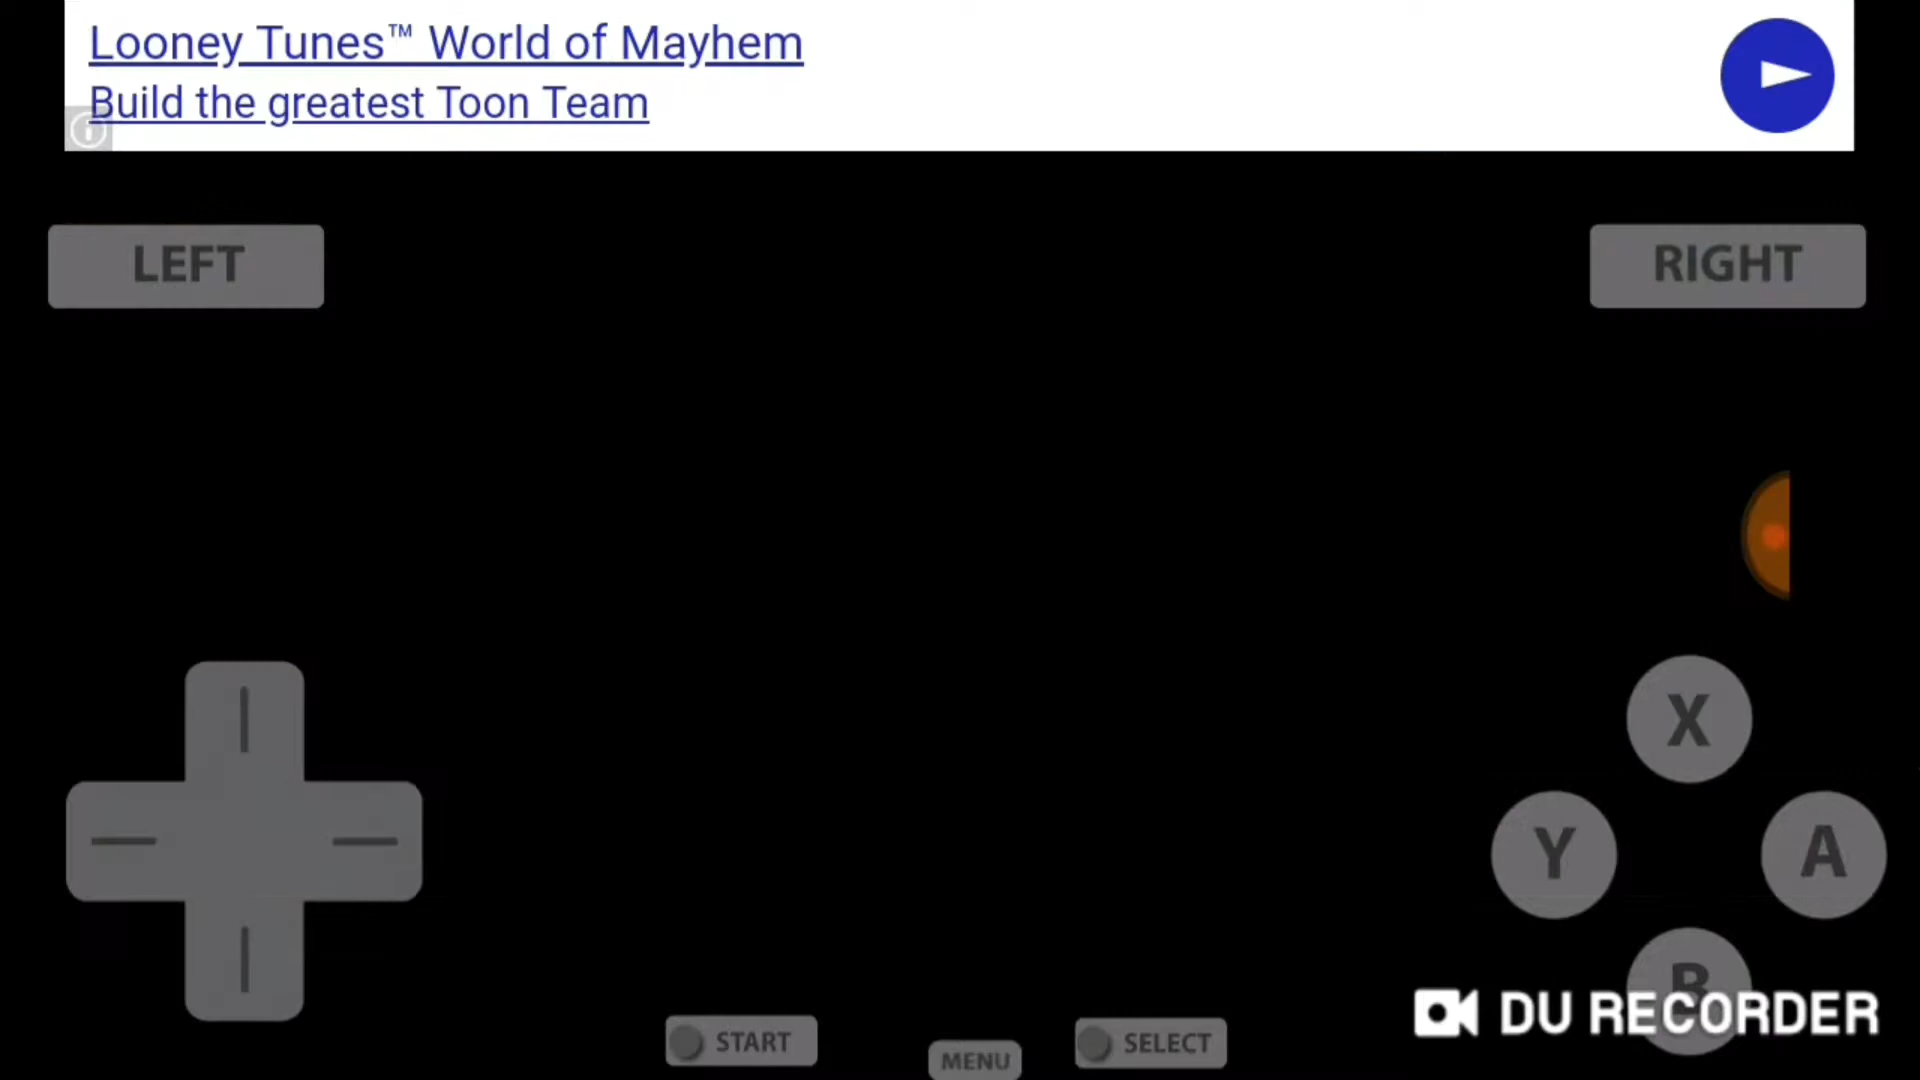 Looney Tunes™ World of Mayhem
Build the greatest Toon Team
LEFT
RIGHT
X
Y
A
B
DU RECORDER
START
SELECT
MENU